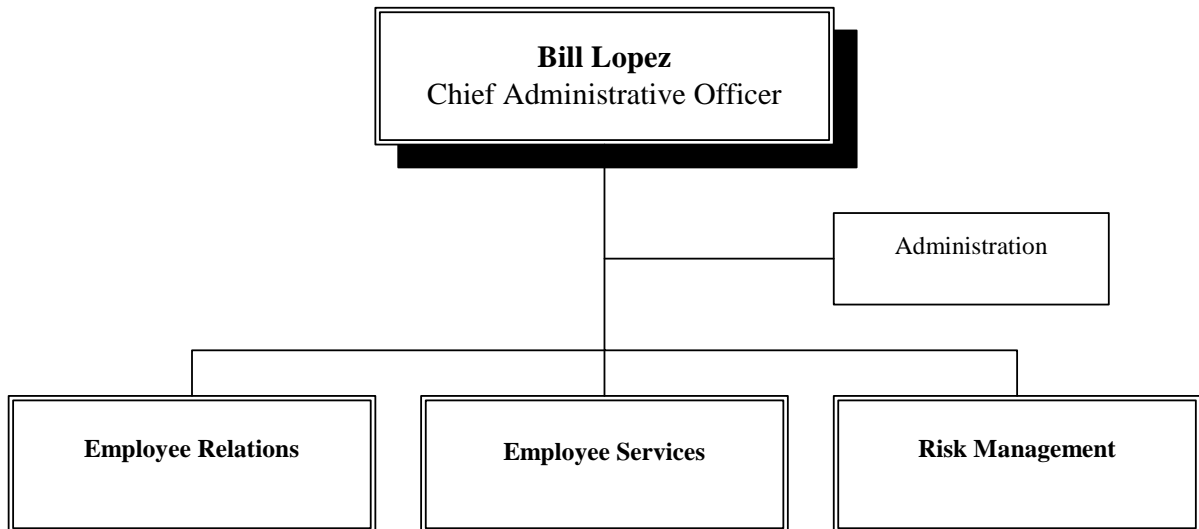 Bill Lopez
Chief Administrative Officer
Administration
Employee Relations
Employee Services
Risk Management